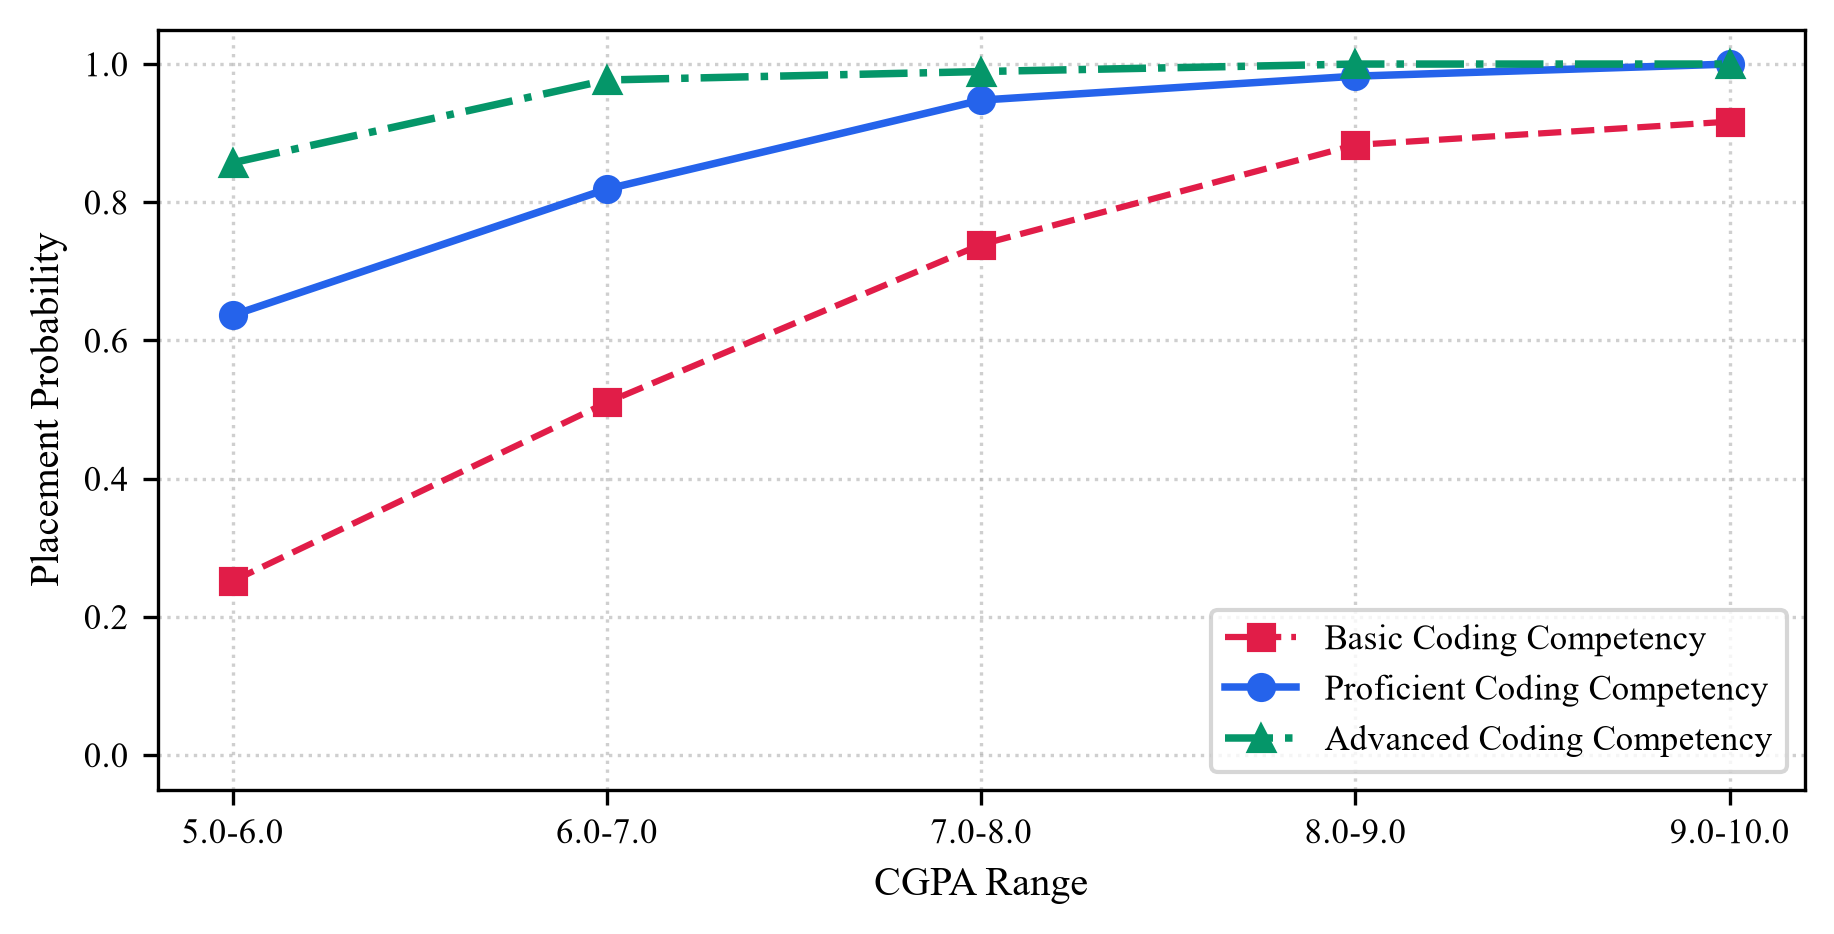 1.0
0.8
0.6
0.4
0.2
0.0
Placement Probability
Basic Coding Competency
Proficient Coding Competency
Advanced Coding Competency
5.0-6.0 6.0-7.0 7.0-8.0 8.0-9.0 9.0-10.0
CGPA Range